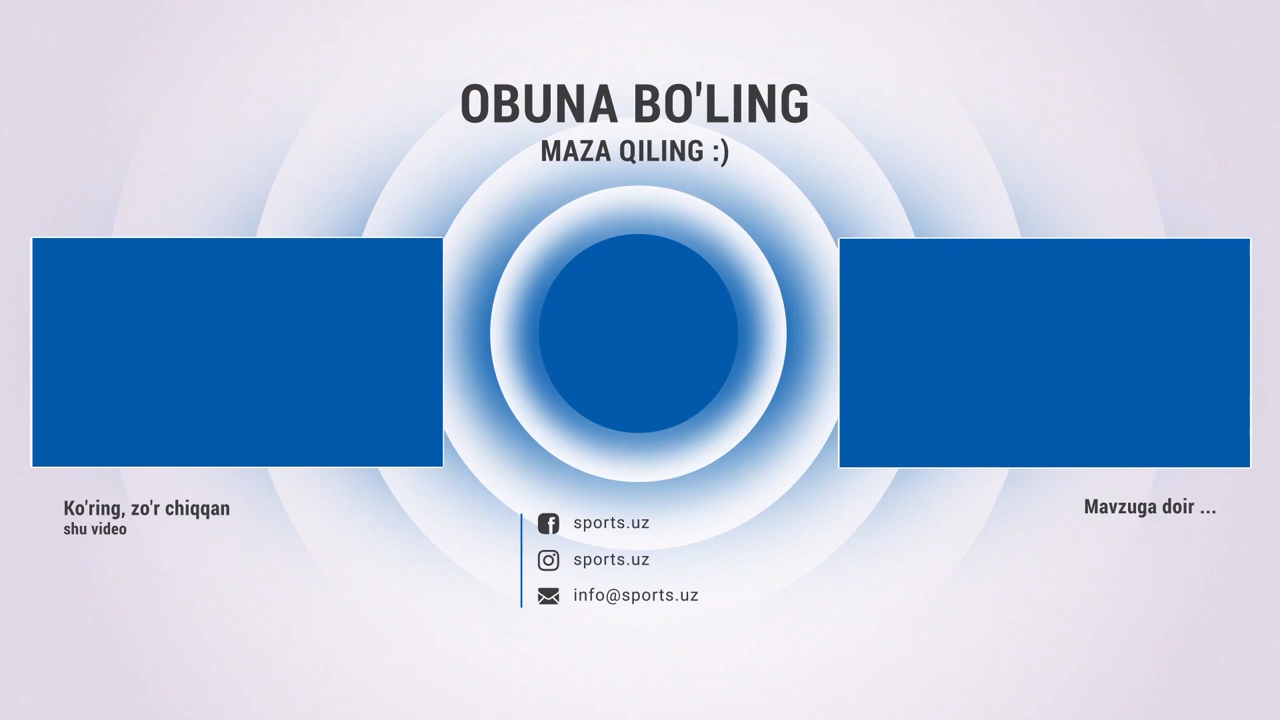 OBUNA BO'LING
MAZA QILING :)
Ko'ring, zo'r chiqqan
shu video
Mavzuga doir ...
sports.uz
sports.uz
info@sports.uz